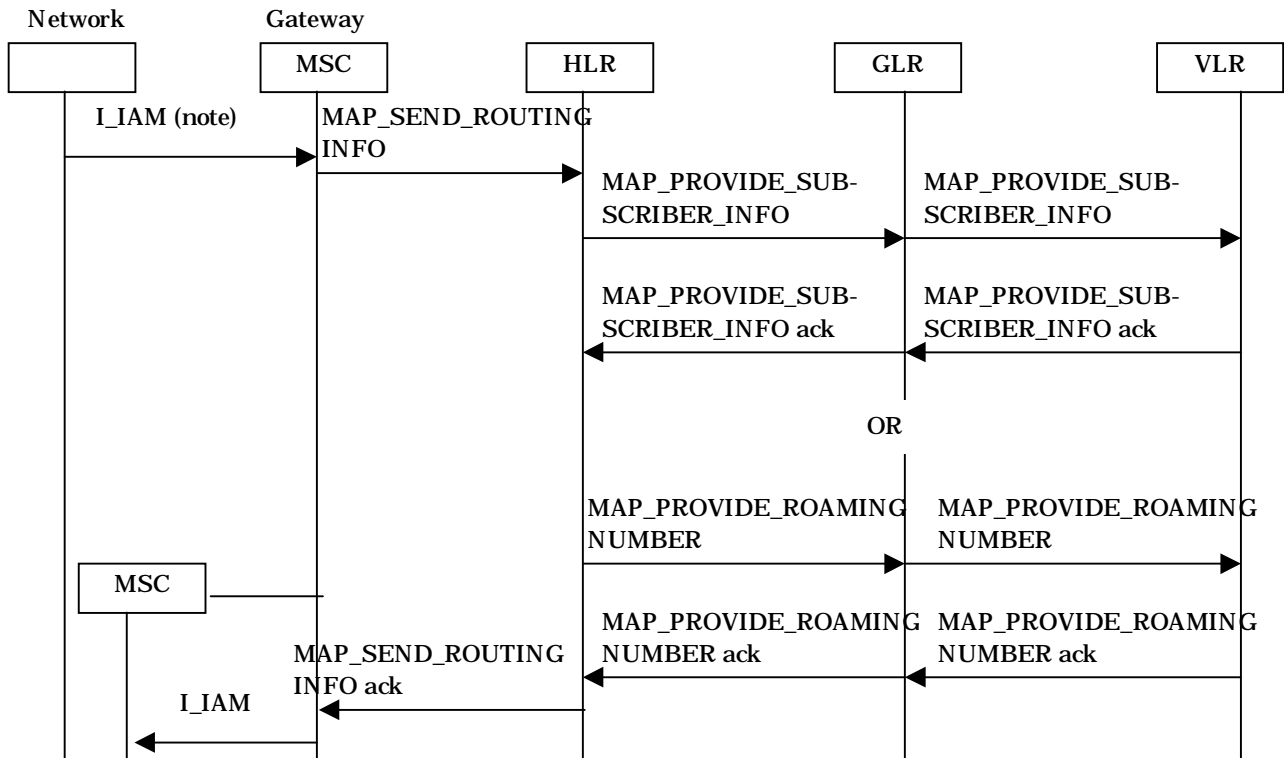 Network
Gateway
MSC
HLR
GLR
VLR
I_IAM (note)
MAP_SEND_ROUTING
INFO
MAP_PROVIDE_SUB-
SCRIBER_INFO
MAP_PROVIDE_SUB-
SCRIBER_INFO
MAP_PROVIDE_SUB-
SCRIBER_INFO ack
MAP_PROVIDE_SUB-
SCRIBER_INFO ack
OR
MAP_PROVIDE_ROAMING
NUMBER
MAP_PROVIDE_ROAMING
NUMBER
MSC
MAP_PROVIDE_ROAMING
NUMBER ack
MAP_PROVIDE_ROAMING
NUMBER ack
MAP_SEND_ROUTING
INFO ack
I_IAM